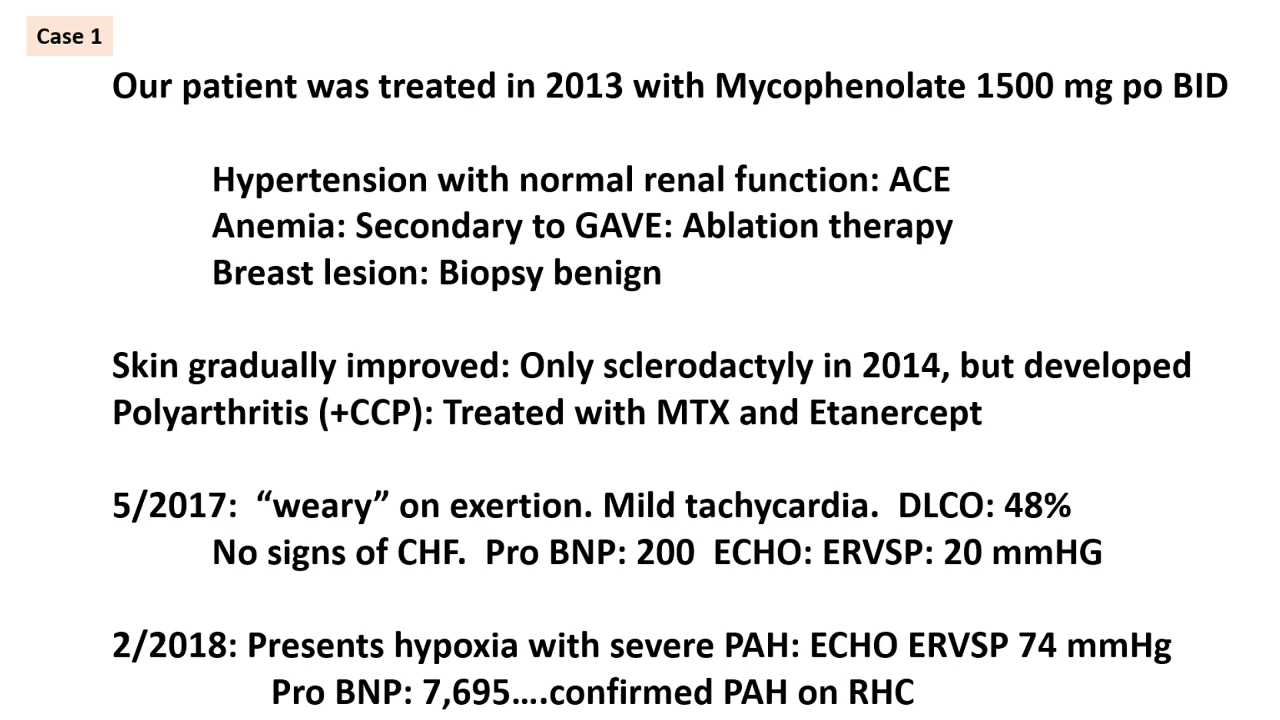 Case 1
Our patient was treated in 2013 with Mycophenolate 1500 mg po BID
Hypertension with normal renal function: ACE
Anemia: Secondary to GAVE: Ablation therapy
Breast lesion: Biopsy benign
Skin gradually improved: Only sclerodactyly in 2014, but developed
Polyarthritis (+CCP): Treated with MTX and Etanercept
5/2017:  “weary” on exertion. Mild tachycardia.  DLCO: 48%
No signs of CHF.  Pro BNP: 200  ECHO: ERVSP: 20 mmHG
2/2018: Presents hypoxia with severe PAH: ECHO ERVSP 74 mmHg
Pro BNP: 7,695….confirmed PAH on RHC